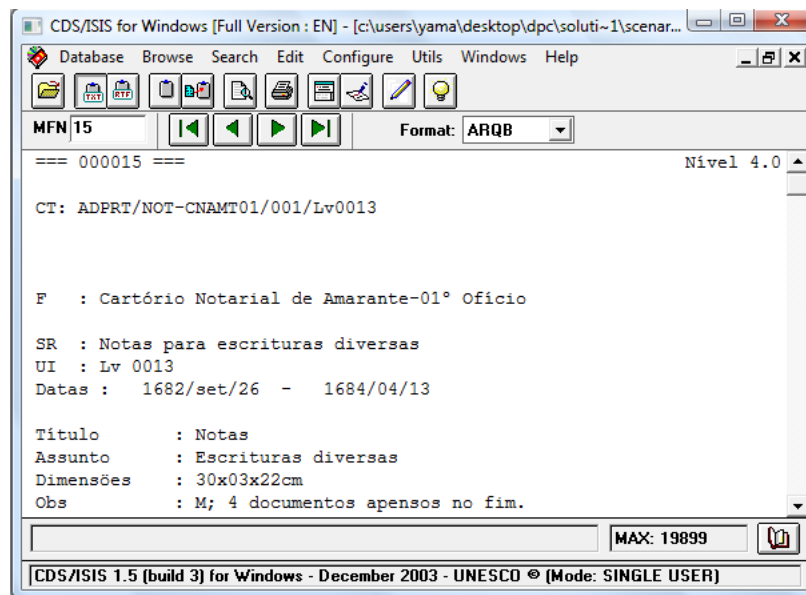 CDS/ISIS for Windows [Full Version : EN] - [c:\users\yama\desktop\dpc\soluti~1\scenar...
Database Browse Search Edit Configure Utils Windows Help
TXT RTF
MFN 15 Format: ARQB
=== 000015 === Nível 4.0
CT: ADPRT/NOT-CNAMT01/001/Lv0013
F : Cartório Notarial de Amarante-01º Ofício
SR : Notas para escrituras diversas
UI : Lv 0013
Datas : 1682/set/26 - 1684/04/13
Título : Notas
Assunto : Escrituras diversas
Dimensões : 30x03x22cm
Obs : M; 4 documentos apensos no fim.
MAX: 19899
CDS/ISIS 1.5 (build 3) for Windows - December 2003 - UNESCO © (Mode: SINGLE USER)